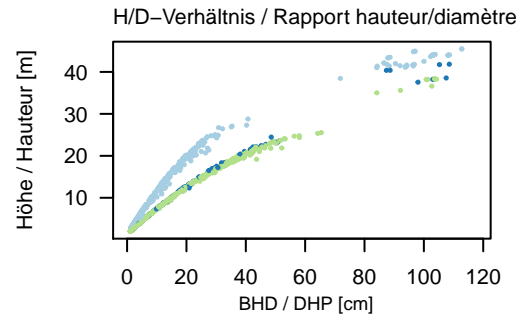 H/D−Verhältnis / Rapport hauteur/diamètre
Höhe / Hauteur [m]
40
30
20
10
0 20 40 60 80 100 120
BHD / DHP [cm]